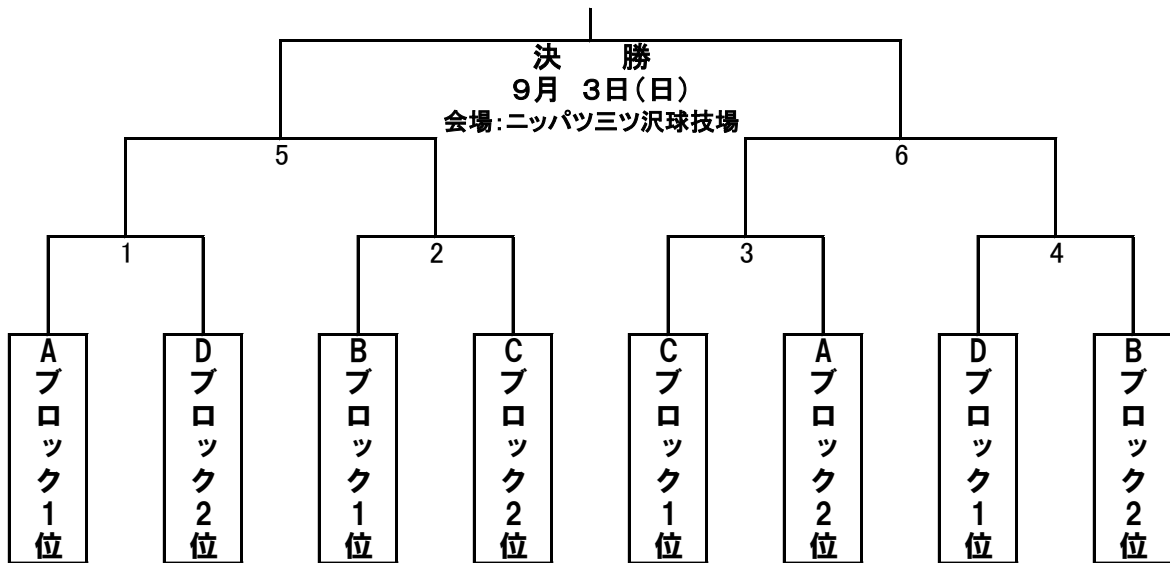 決　勝
９月　３日（日）
会場：ニッパツ三ツ沢球技場
5
6
1
2
3
4
Aブロック1位
Dブロック2位
Bブロック1位
Cブロック2位
Cブロック1位
Aブロック2位
Dブロック1位
Bブロック2位